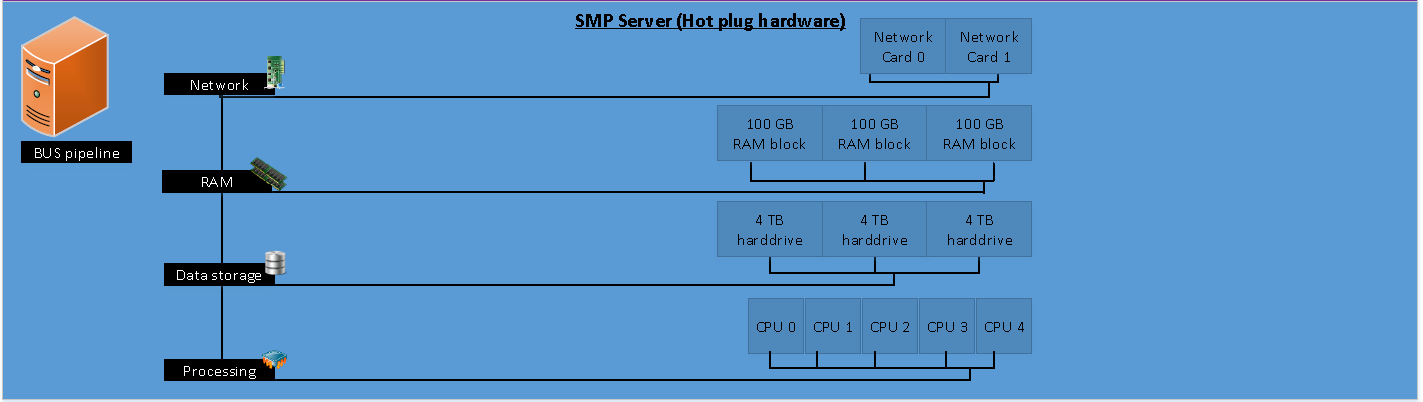 SMP Server (Hot plug hardware)
Network Network
Card 0 Card 1
Network
100 GB 100 GB 100 GB
RAM block RAM block RAM block
BUS pipeline
RAM
4 TB 4 TB 4 TB
harddrive harddrive harddrive
Data storage
CPU 0 CPU 1 CPU 2 CPU 3 CPU 4
Processing